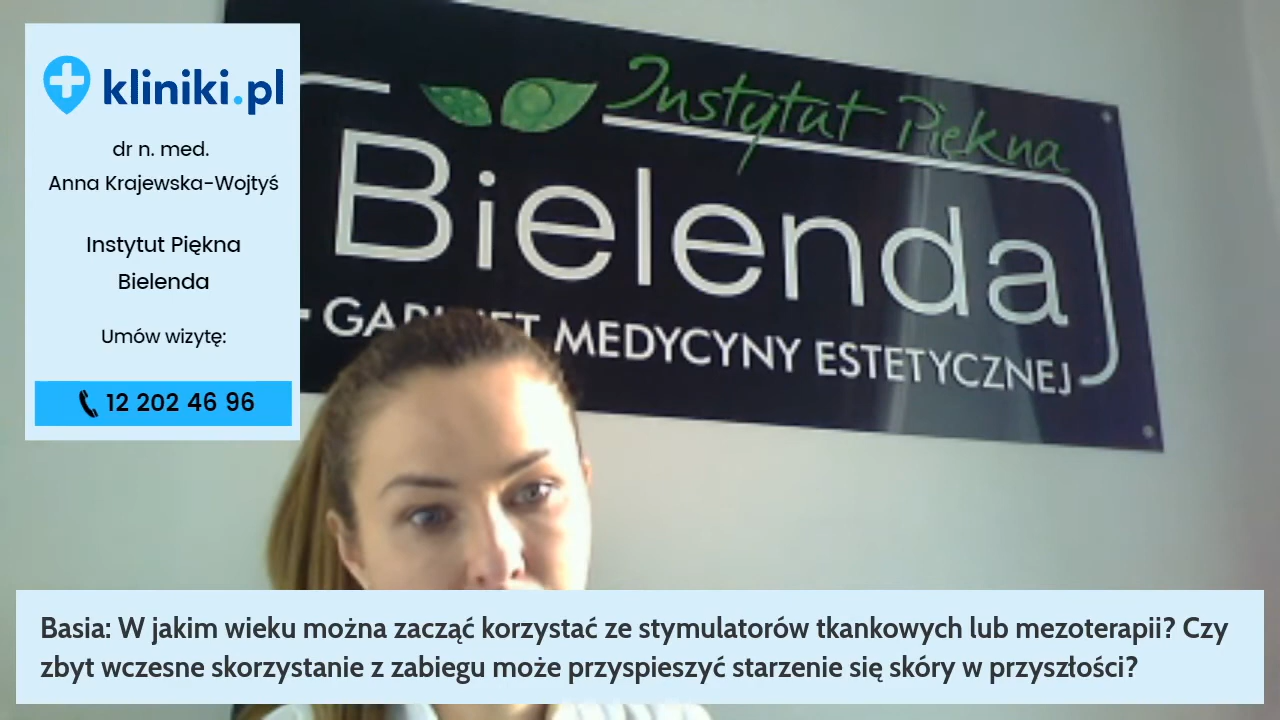 kliniki.pl
dr n. med.
Anna Krajewska-Wojtyś
Instytut Piękna
Bielenda
Umów wizytę:
12 202 46 96
Instytut Piękna
Bielenda
GABINET MEDYCYNY ESTETYCZNEJ
Basia: W jakim wieku można zacząć korzystać ze stymulatorów tkankowych lub mezoterapii? Czy
zbyt wczesne skorzystanie z zabiegu może przyspieszyć starzenie się skóry w przyszłości?